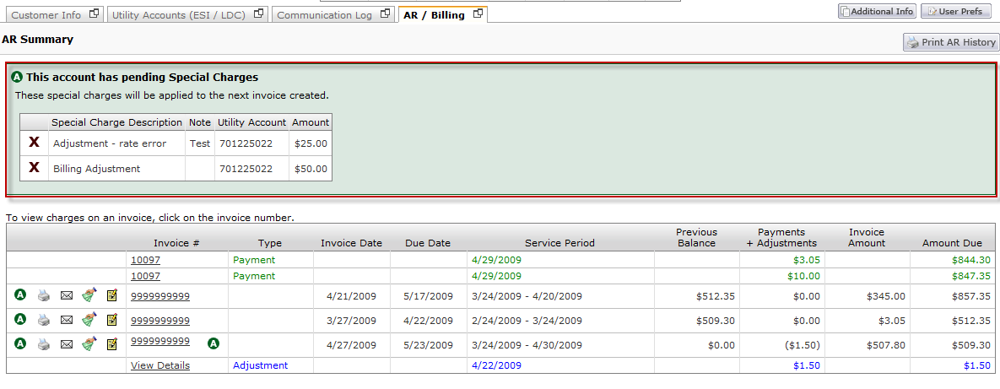 Customer Info Utility Accounts (ESI / LDC) Communication Log AR / Billing Additional Info User Prefs
AR Summary Print AR History
A This account has pending Special Charges
These special charges will be applied to the next invoice created.
Special Charge Description Note Utility Account Amount
X Adjustment - rate error Test 701225022 $25.00
X Billing Adjustment 701225022 $50.00
To view charges on an invoice, click on the invoice number.
Previous Payments Invoice
Invoice # Type Invoice Date Due Date Service Period Balance + Adjustments Amount Amount Due
10097 Payment 4/29/2009 $3.05 $844.30
10097 Payment 4/29/2009 $10.00 $847.35
A 9999999999 4/21/2009 5/17/2009 3/24/2009 - 4/20/2009 $512.35 $0.00 $345.00 $857.35
A 9999999999 3/27/2009 4/22/2009 2/24/2009 - 3/24/2009 $509.30 $0.00 $3.05 $512.35
A 9999999999 A 4/27/2009 5/23/2009 3/24/2009 - 4/30/2009 $0.00 ($1.50) $507.80 $509.30
View Details Adjustment 4/22/2009 $1.50 $1.50